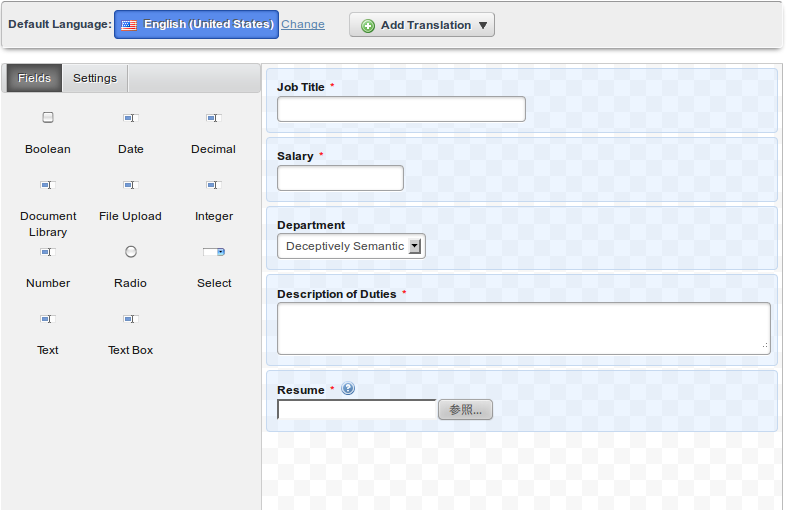 Default Language: English (United States) Change Add Translation
Fields Settings
Boolean Date Decimal
Document Library File Upload Integer
Number Radio Select
Text Text Box
Job Title *
Salary *
Department
Deceptively Semantic
Description of Duties *
Resume * ?
参照...